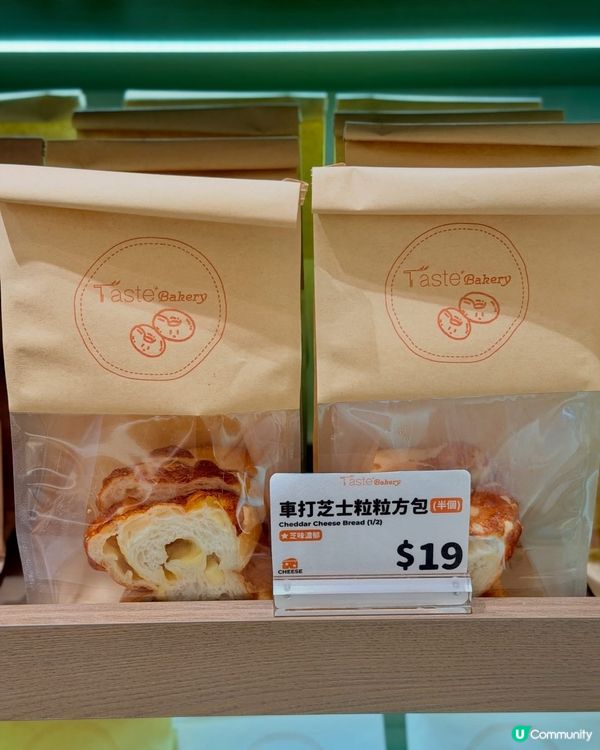 Taste Bakery
Taste Bakery
Taste Bakery
車打芝士粒粒方包 (半個)
Cheddar Cheese Bread (1/2)
★芝味濃郁
$19
CHEESE
U Community